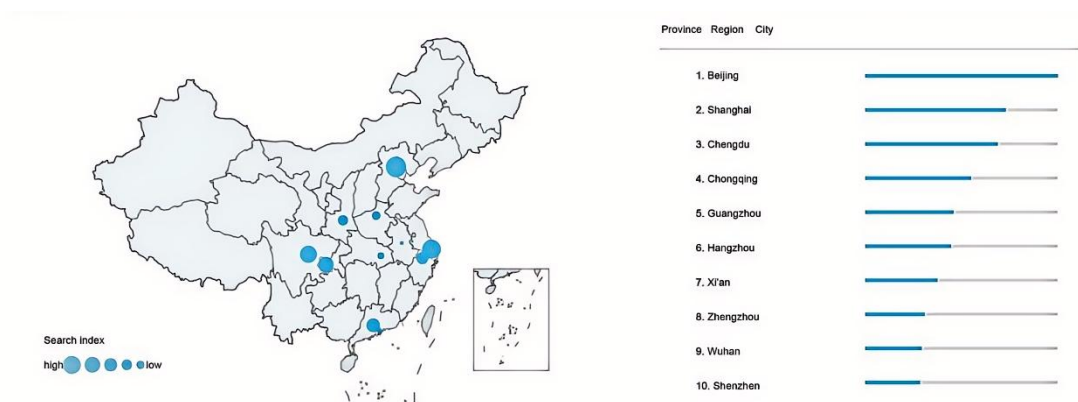 Province Region City
1. Beijing
2. Shanghai
3. Chengdu
4. Chongqing
5. Guangzhou
6. Hangzhou
7. Xi'an
8. Zhengzhou
9. Wuhan
10. Shenzhen
Search index
high low